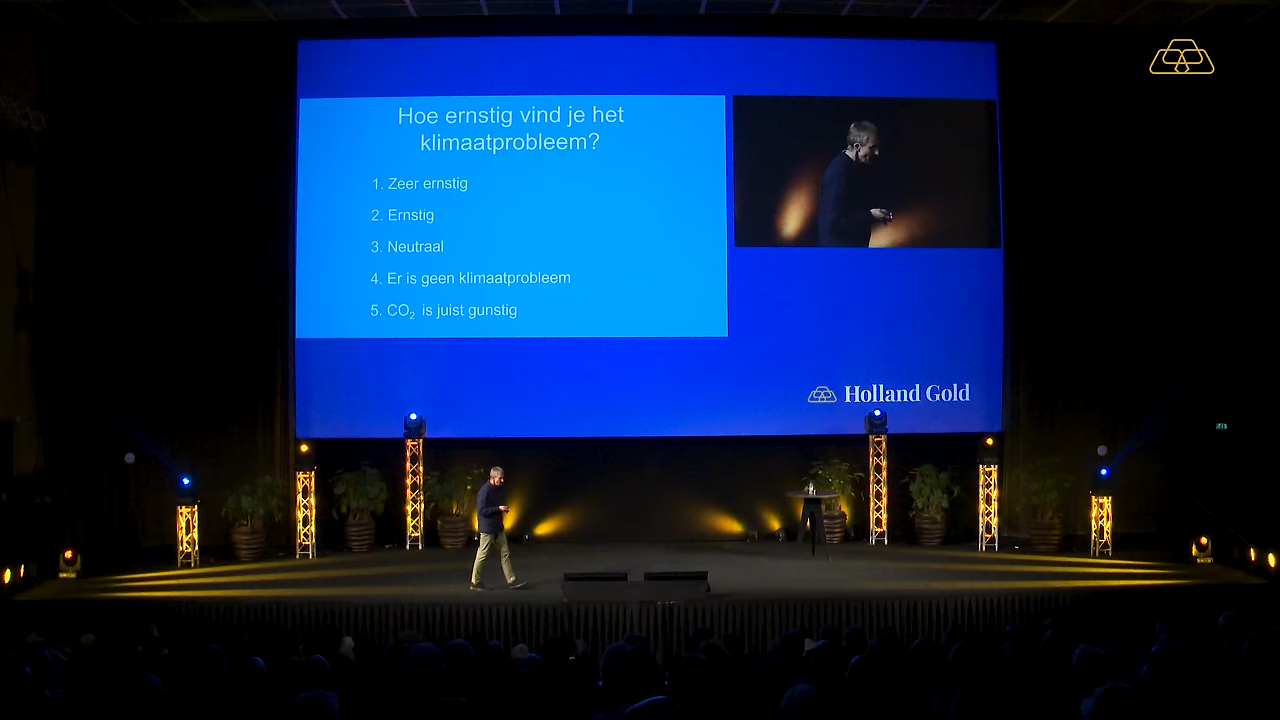 Hoe ernstig vind je het
klimaatprobleem?
1. Zeer ernstig
2. Ernstig
3. Neutraal
4. Er is geen klimaatprobleem
5. CO₂ is juist gunstig
Holland Gold